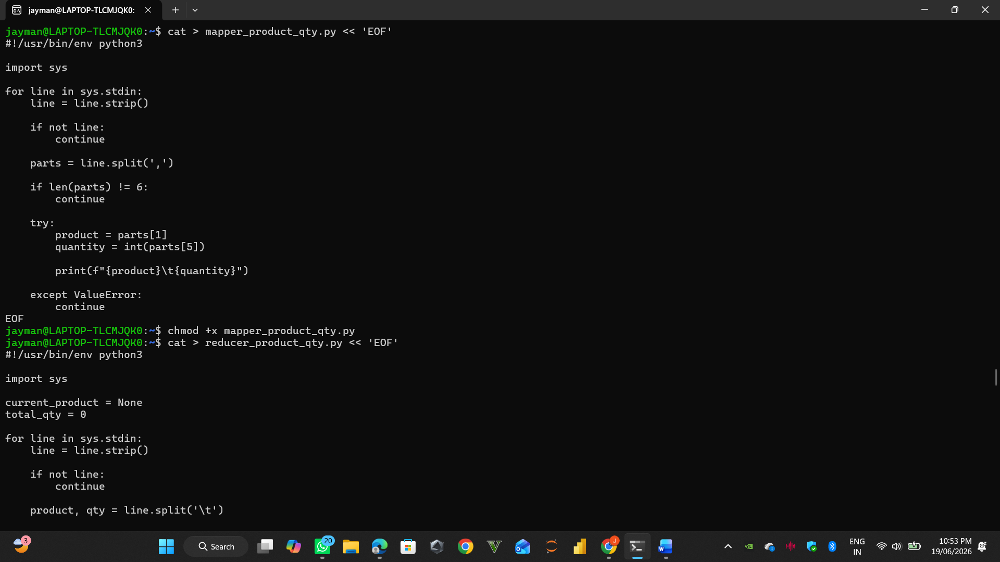 jayman@LAPTOP-TLCMJQK0:
jayman@LAPTOP-TLCMJQK0:~$ cat > mapper_product_qty.py << 'EOF'
#!/usr/bin/env python3

import sys

for line in sys.stdin:
    line = line.strip()

    if not line:
        continue

    parts = line.split(',')

    if len(parts) != 6:
        continue

    try:
        product = parts[1]
        quantity = int(parts[5])

        print(f"{product}\t{quantity}")

    except ValueError:
        continue
EOF
jayman@LAPTOP-TLCMJQK0:~$ chmod +x mapper_product_qty.py
jayman@LAPTOP-TLCMJQK0:~$ cat > reducer_product_qty.py << 'EOF'
#!/usr/bin/env python3

import sys

current_product = None
total_qty = 0

for line in sys.stdin:
    line = line.strip()

    if not line:
        continue

    product, qty = line.split('\t')
3
Search
20
J
ENG
IN
10:53 PM
19/06/2026